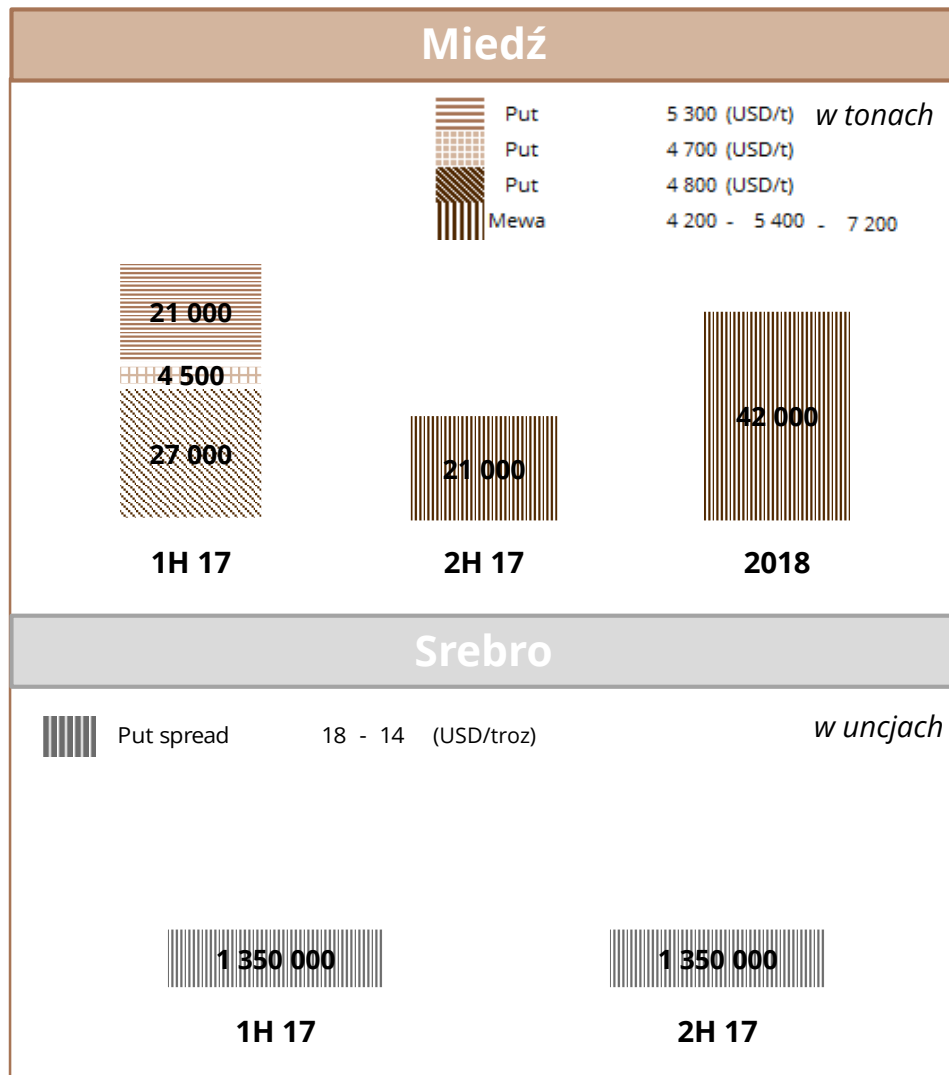 Miedź
Put 5 300 (USD/t) w tonach
Put 4 700 (USD/t)
Put 4 800 (USD/t)
Mewa 4 200 - 5 400 - 7 200
21 000
4 500
27 000
21 000
42 000
1H 17 2H 17 2018
Srebro
Put spread 18 - 14 (USD/troz) w uncjach
1 350 000 1 350 000
1H 17 2H 17